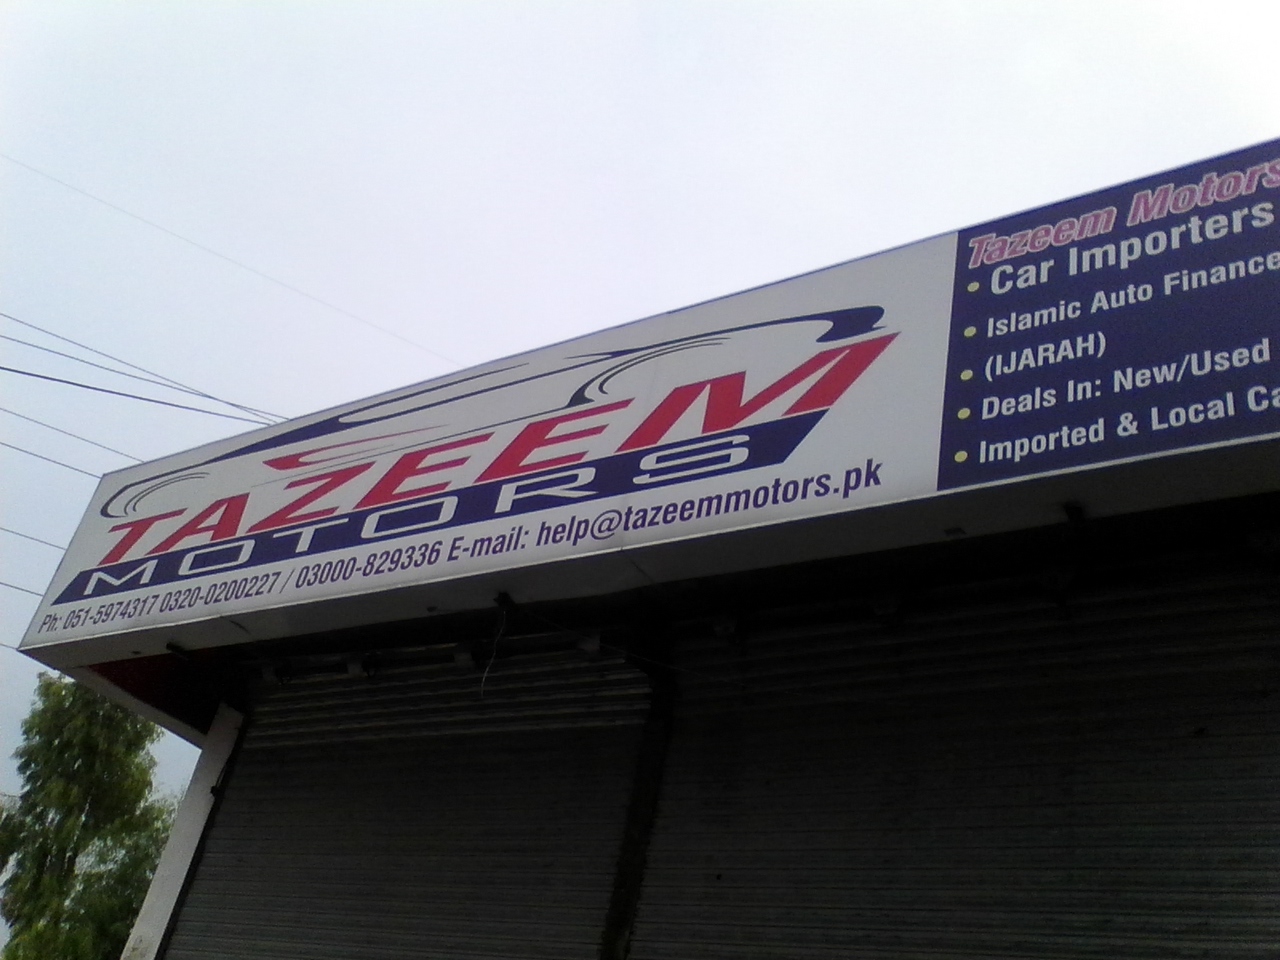 TAZEEM
MOTORS
Ph: 051-5974317 0320-0200227 / 03000-829336 E-mail: help@tazeemmotors.pk
Tazeem Motors
• Car Importers
• Islamic Auto Finance
• (IJARAH)
• Deals In: New/Used
• Imported & Local Ca